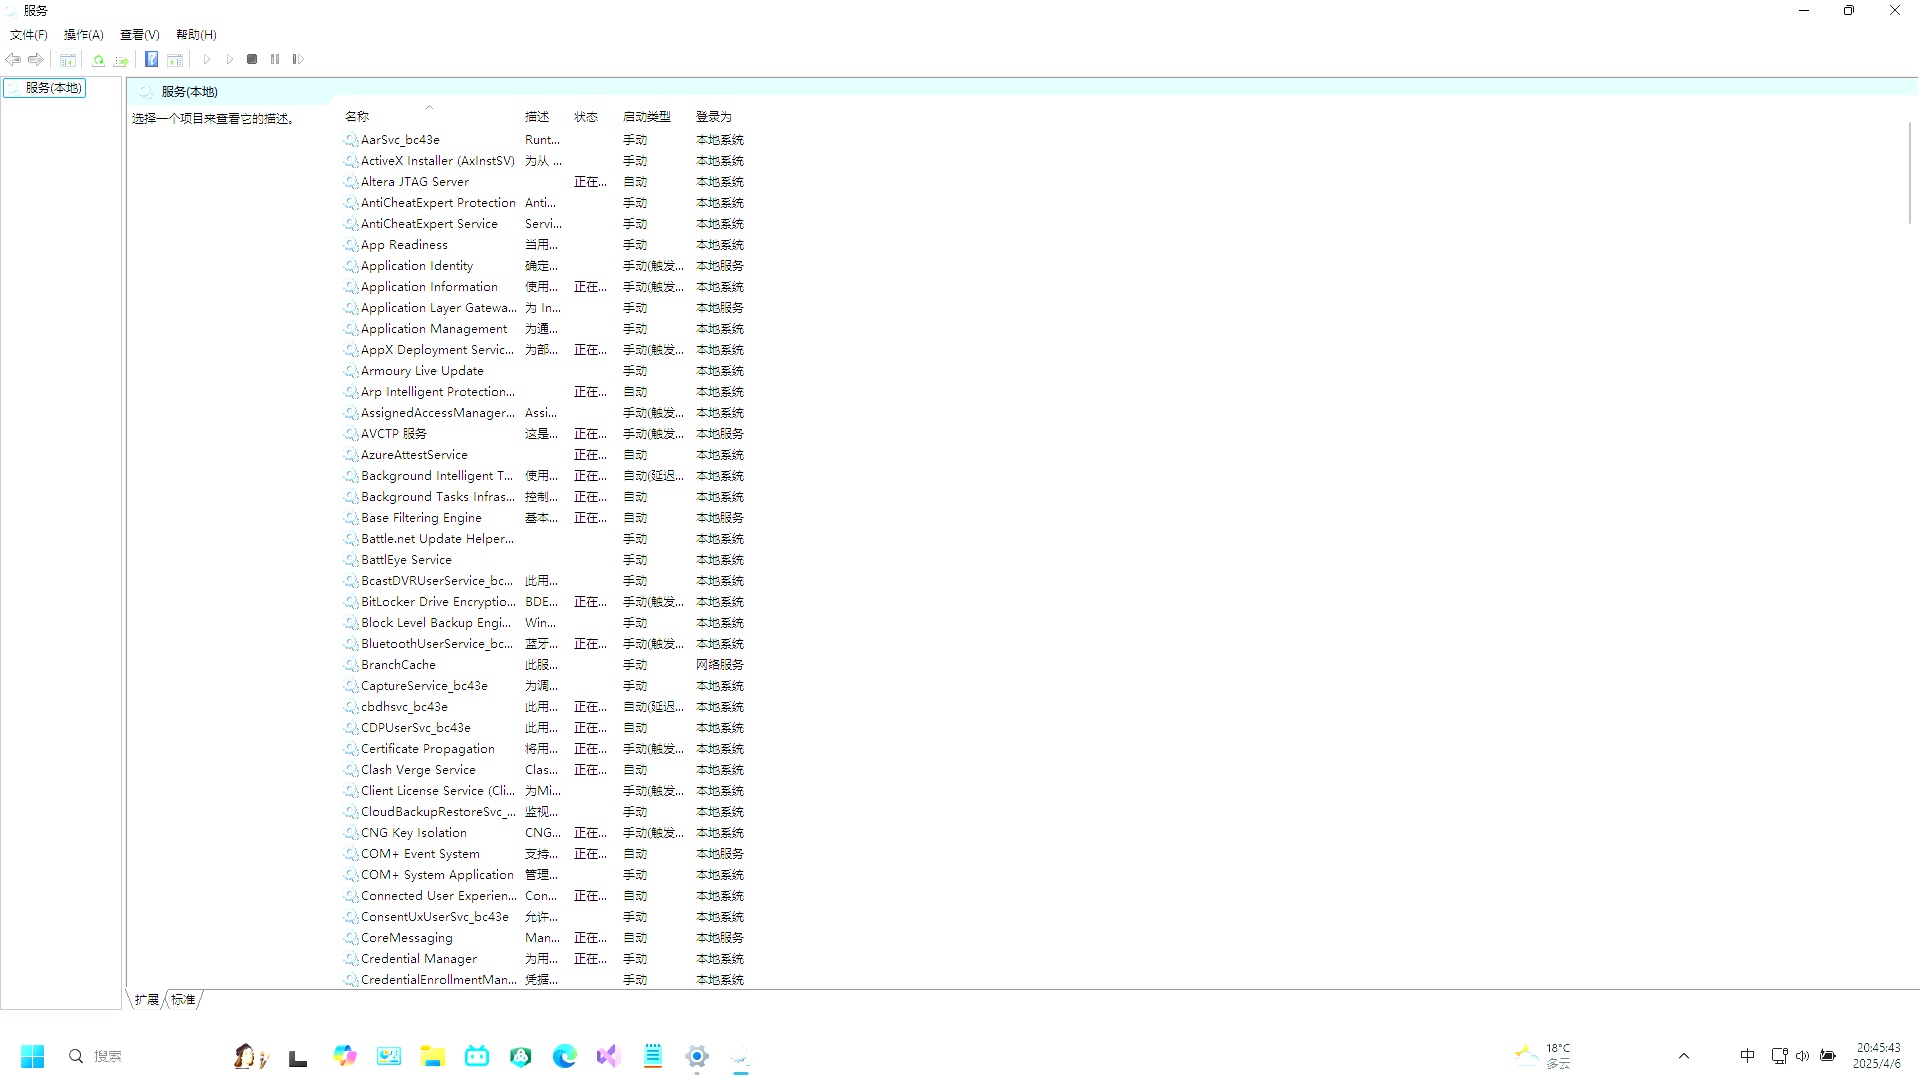 服务
文件(F) 操作(A) 查看(V) 帮助(H)
服务(本地)
服务(本地)
选择一个项目来查看它的描述。
名称 描述 状态 启动类型 登录为
AarSvc_bc43e Runt... 手动 本地系统
ActiveX Installer (AxInstSV) 为从 ... 手动 本地系统
Altera JTAG Server 正在... 自动 本地系统
AntiCheatExpert Protection Anti... 手动 本地系统
AntiCheatExpert Service Servi... 手动 本地系统
App Readiness 当用... 手动 本地系统
Application Identity 确定... 手动(触发... 本地服务
Application Information 使用... 正在... 手动(触发... 本地系统
Application Layer Gatewa... 为 In... 手动 本地服务
Application Management 为通... 手动 本地系统
AppX Deployment Servic... 为部... 正在... 手动(触发... 本地系统
Armoury Live Update 手动 本地系统
Arp Intelligent Protection... 正在... 自动 本地系统
AssignedAccessManager... Assi... 手动(触发... 本地系统
AVCTP 服务 这是... 正在... 手动(触发... 本地服务
AzureAttestService 正在... 自动 本地系统
Background Intelligent T... 使用... 正在... 自动(延迟... 本地系统
Background Tasks Infras... 控制... 正在... 自动 本地系统
Base Filtering Engine 基本... 正在... 自动 本地服务
Battle.net Update Helper... 手动 本地系统
BattlEye Service 手动 本地系统
BcastDVRUserService_bc... 此用... 手动 本地系统
BitLocker Drive Encryptio... BDE... 正在... 手动(触发... 本地系统
Block Level Backup Engi... Win... 手动 本地系统
BluetoothUserService_bc... 蓝牙... 正在... 手动(触发... 本地系统
BranchCache 此服... 手动 网络服务
CaptureService_bc43e 为调... 手动 本地系统
cbdhsvc_bc43e 此用... 正在... 自动(延迟... 本地系统
CDPUserSvc_bc43e 此用... 正在... 自动 本地系统
Certificate Propagation 将用... 正在... 手动(触发... 本地系统
Clash Verge Service Clas... 正在... 自动 本地系统
Client License Service (Cli... 为Mi... 手动(触发... 本地系统
CloudBackupRestoreSvc_... 监视... 手动 本地系统
CNG Key Isolation CNG... 正在... 手动(触发... 本地系统
COM+ Event System 支持... 正在... 自动 本地服务
COM+ System Application 管理... 手动 本地系统
Connected User Experien... Con... 正在... 自动 本地系统
ConsentUxUserSvc_bc43e 允许... 手动 本地系统
CoreMessaging Man... 正在... 自动 本地服务
Credential Manager 为用... 正在... 手动 本地系统
CredentialEnrollmentMan... 凭据... 手动 本地系统
扩展 标准
搜索
18°C
多云
中
20:45:43
2025/4/6